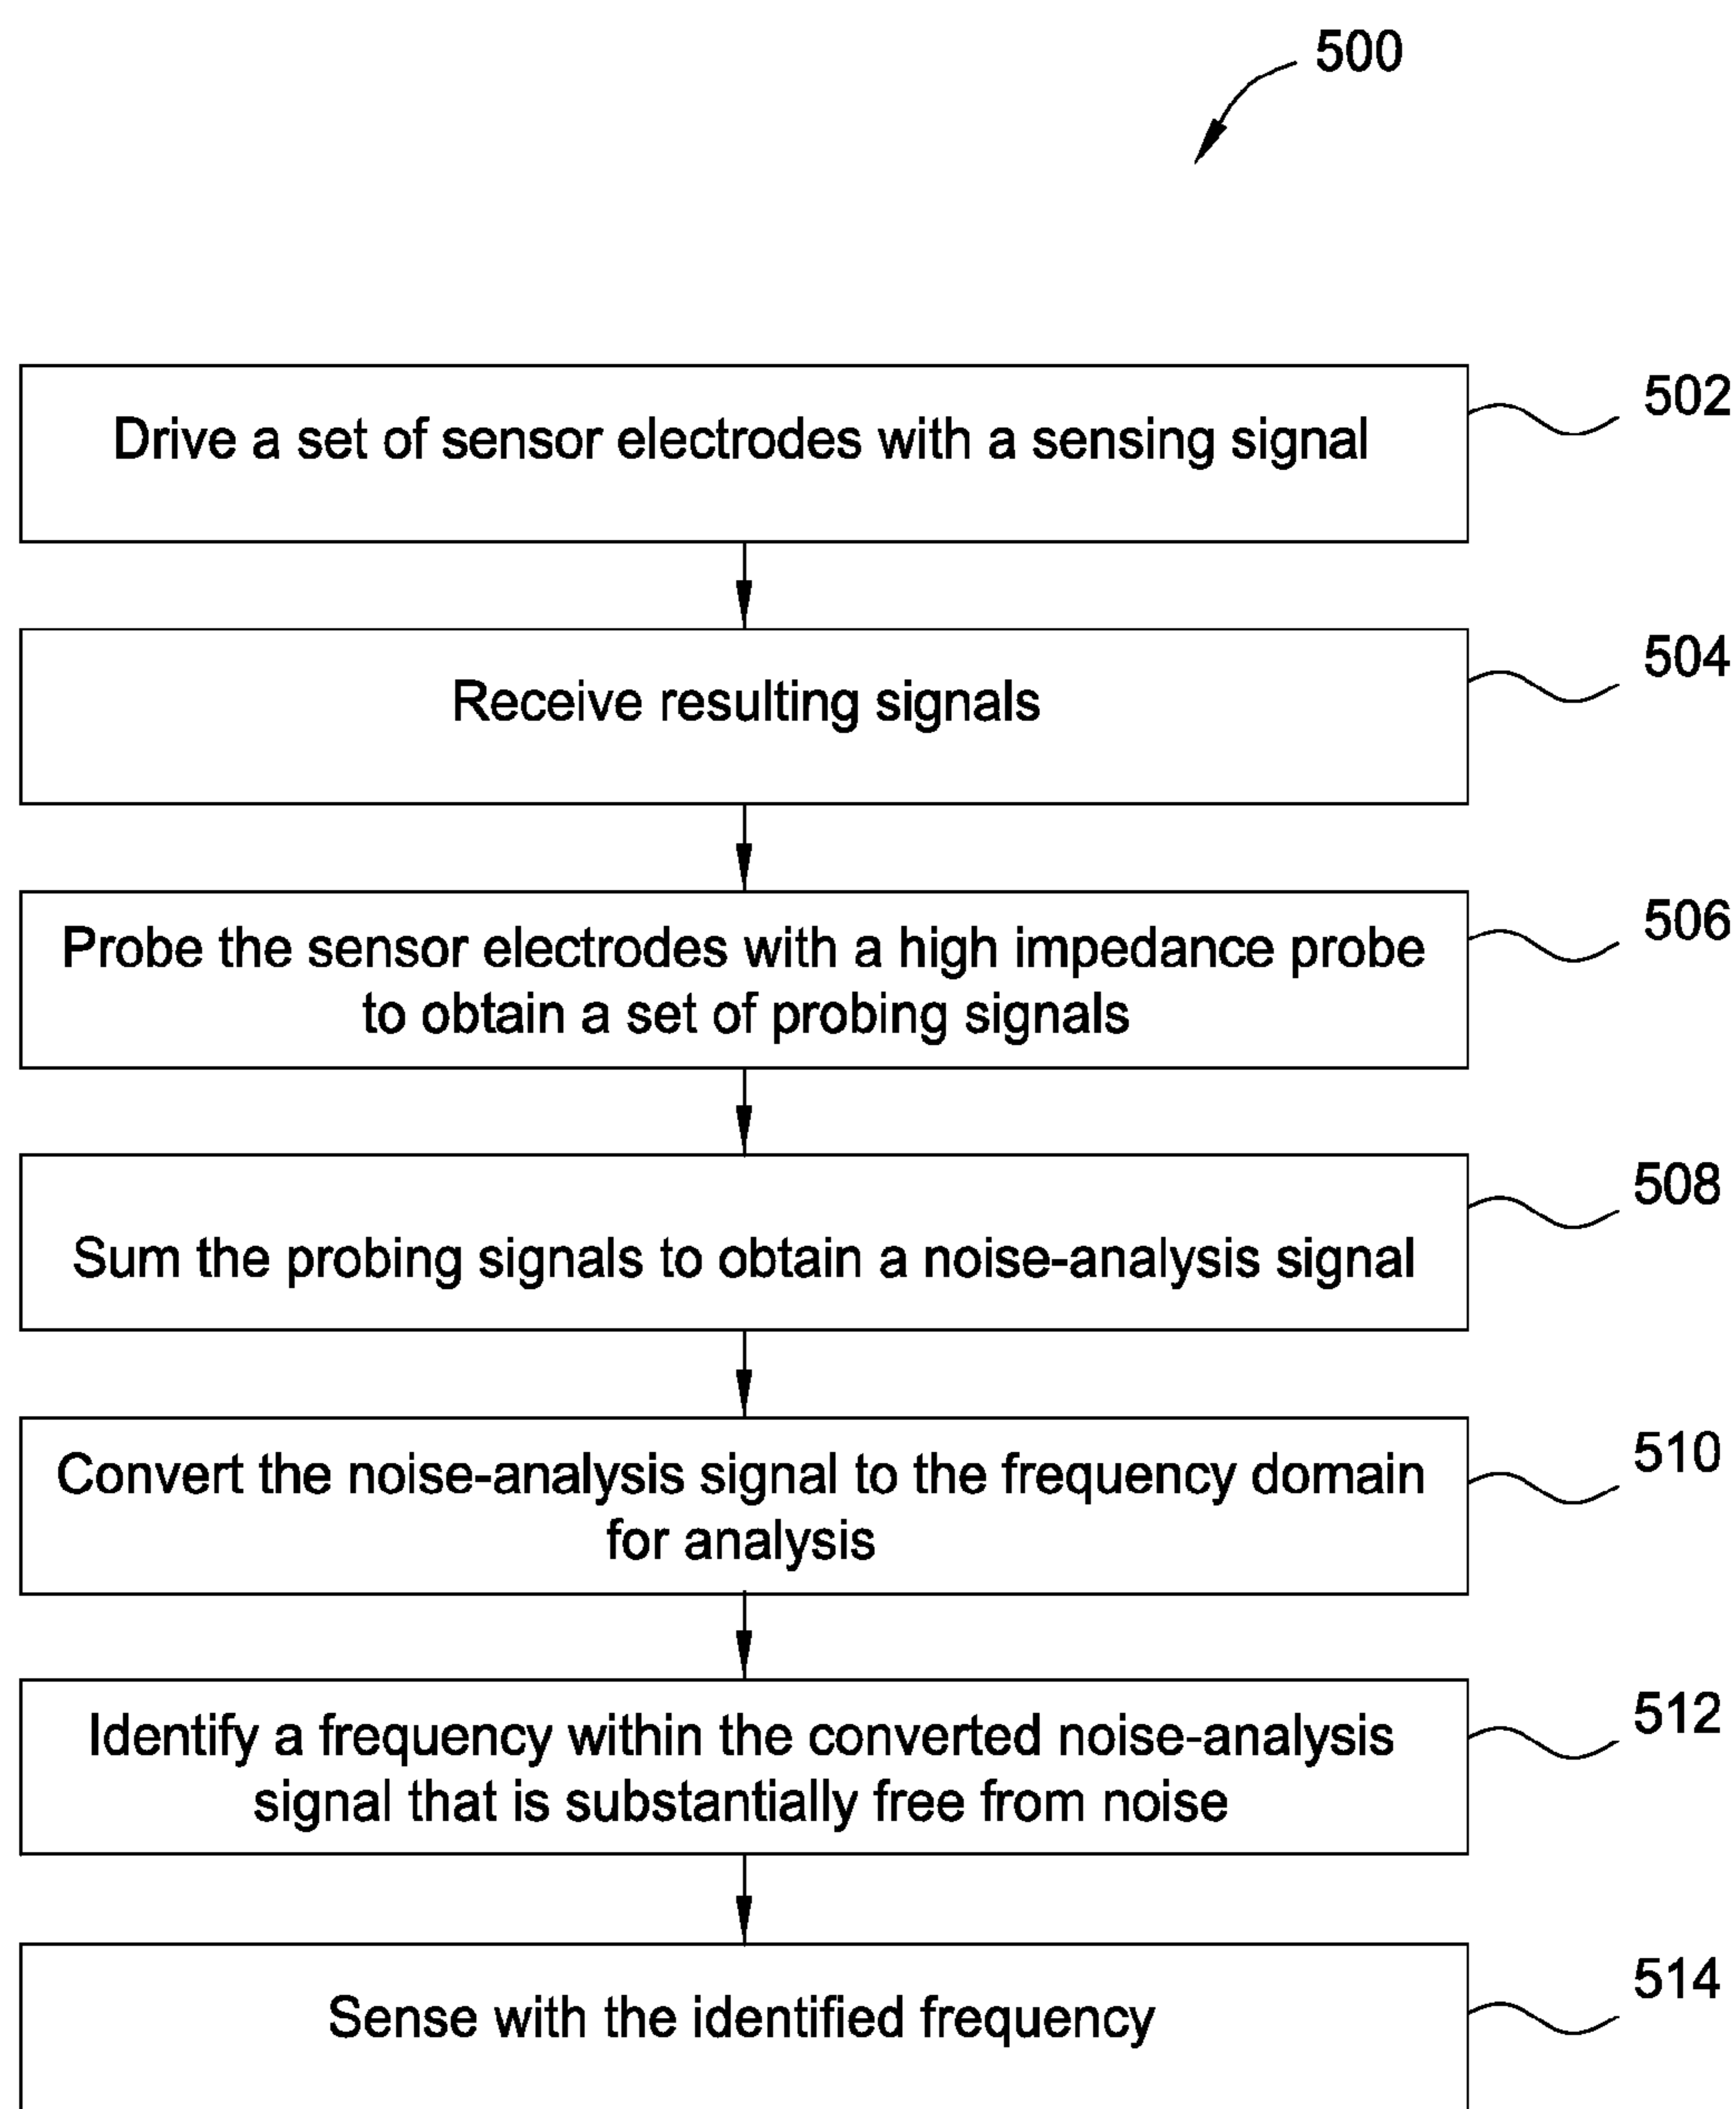 500
Drive a set of sensor electrodes with a sensing signal
502
Receive resulting signals
504
Probe the sensor electrodes with a high impedance probe
to obtain a set of probing signals
506
Sum the probing signals to obtain a noise-analysis signal
508
Convert the noise-analysis signal to the frequency domain
for analysis
510
Identify a frequency within the converted noise-analysis
signal that is substantially free from noise
512
Sense with the identified frequency
514